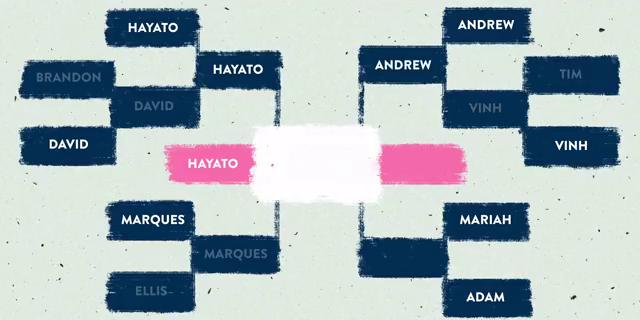 HAYATO
BRANDON
DAVID
DAVID
HAYATO
HAYATO
MARQUES
ELLIS
MARQUES
ANDREW
ANDREW
TIM
VINH
VINH
MARIAH
ADAM